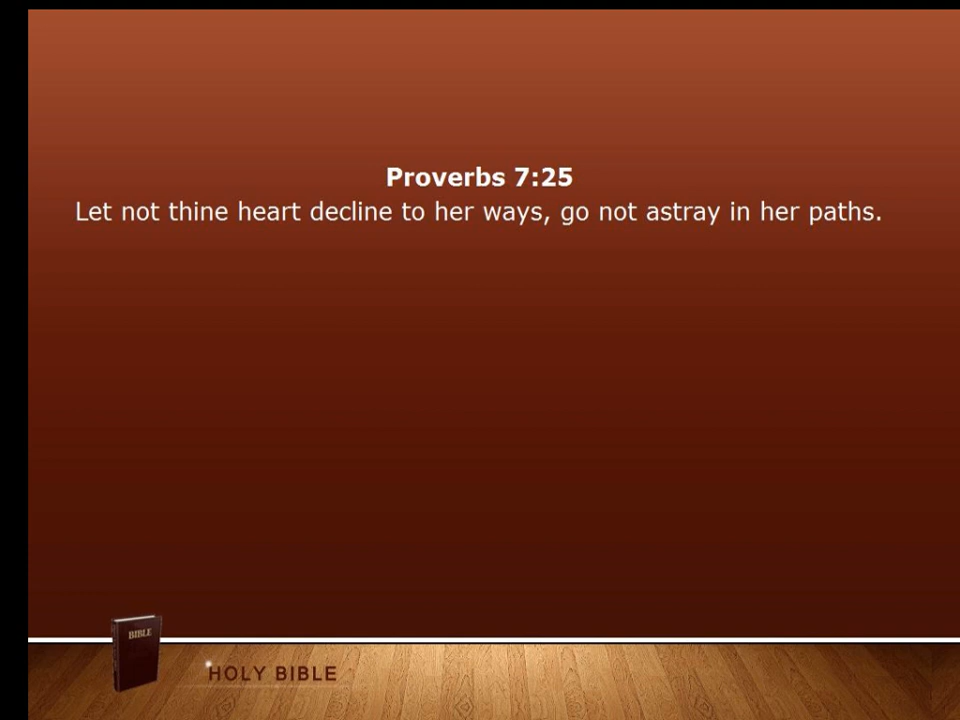 Proverbs 7:25
Let not thine heart decline to her ways, go not astray in her paths.
BIBLE
HOLY BIBLE